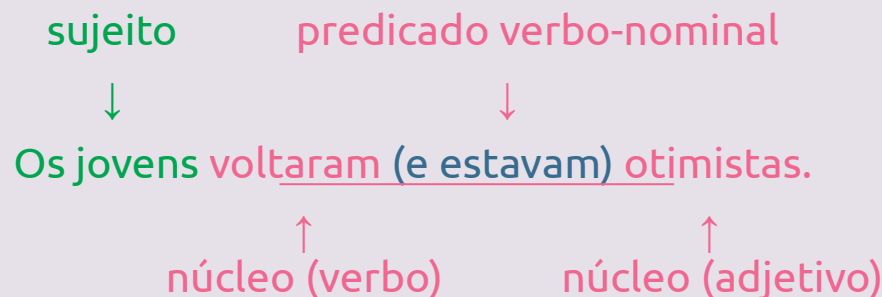 sujeito predicado verbo-nominal
↓ ↓
Os jovens voltaram (e estavam) otimistas.
↑ ↑
núcleo (verbo) núcleo (adjetivo)